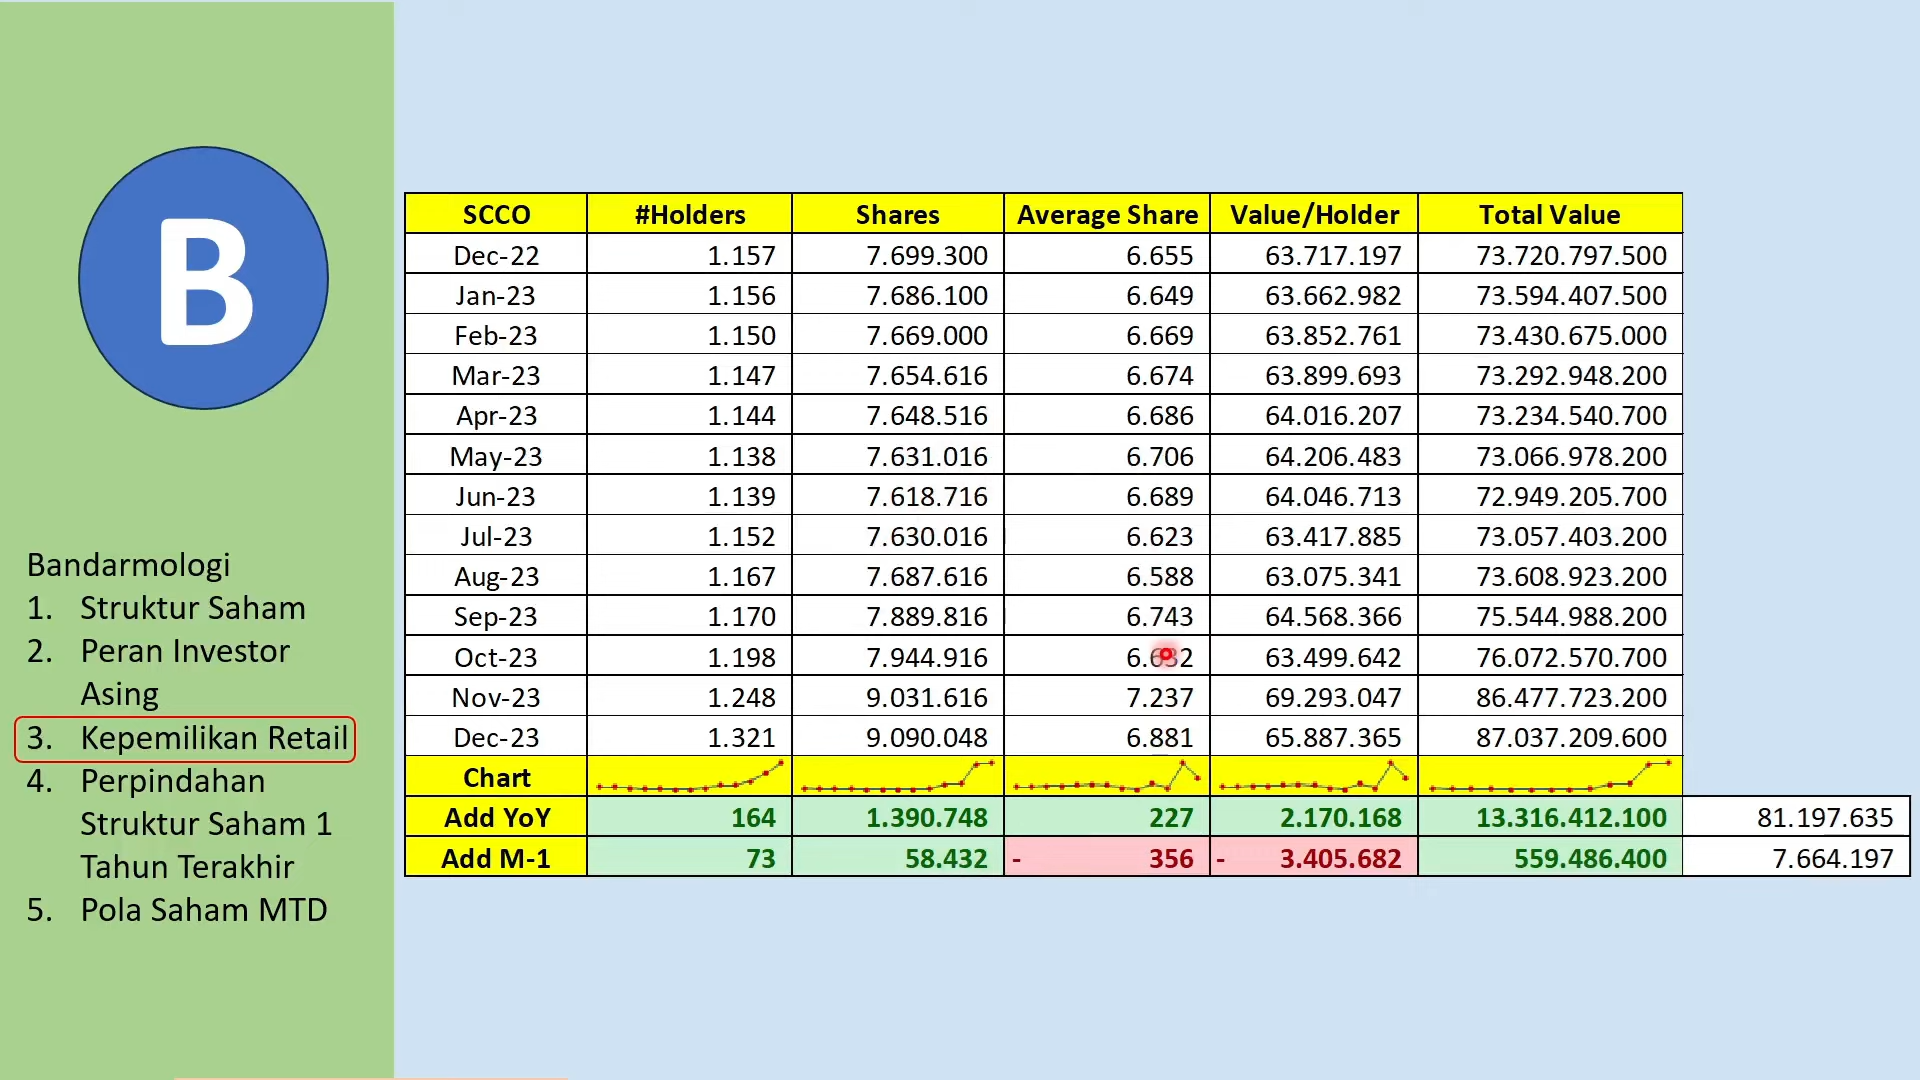 B
Bandarmologi
1. Struktur Saham
2. Peran Investor
Asing
3. Kepemilikan Retail
4. Perpindahan
Struktur Saham 1
Tahun Terakhir
5. Pola Saham MTD
SCCO #Holders Shares Average Share Value/Holder Total Value
Dec-22 1.157 7.699.300 6.655 63.717.197 73.720.797.500
Jan-23 1.156 7.686.100 6.649 63.662.982 73.594.407.500
Feb-23 1.150 7.669.000 6.669 63.852.761 73.430.675.000
Mar-23 1.147 7.654.616 6.674 63.899.693 73.292.948.200
Apr-23 1.144 7.648.516 6.686 64.016.207 73.234.540.700
May-23 1.138 7.631.016 6.706 64.206.483 73.066.978.200
Jun-23 1.139 7.618.716 6.689 64.046.713 72.949.205.700
Jul-23 1.152 7.630.016 6.623 63.417.885 73.057.403.200
Aug-23 1.167 7.687.616 6.588 63.075.341 73.608.923.200
Sep-23 1.170 7.889.816 6.743 64.568.366 75.544.988.200
Oct-23 1.198 7.944.916 63.499.642 76.072.570.700
Nov-23 1.248 9.031.616 7.237 69.293.047 86.477.723.200
Dec-23 1.321 9.090.048 6.881 65.887.365 87.037.209.600
Chart
Add YoY 164 1.390.748 227 2.170.168 13.316.412.100 81.197.635
Add M-1 73 58.432 - 356 - 3.405.682 559.486.400 7.664.197